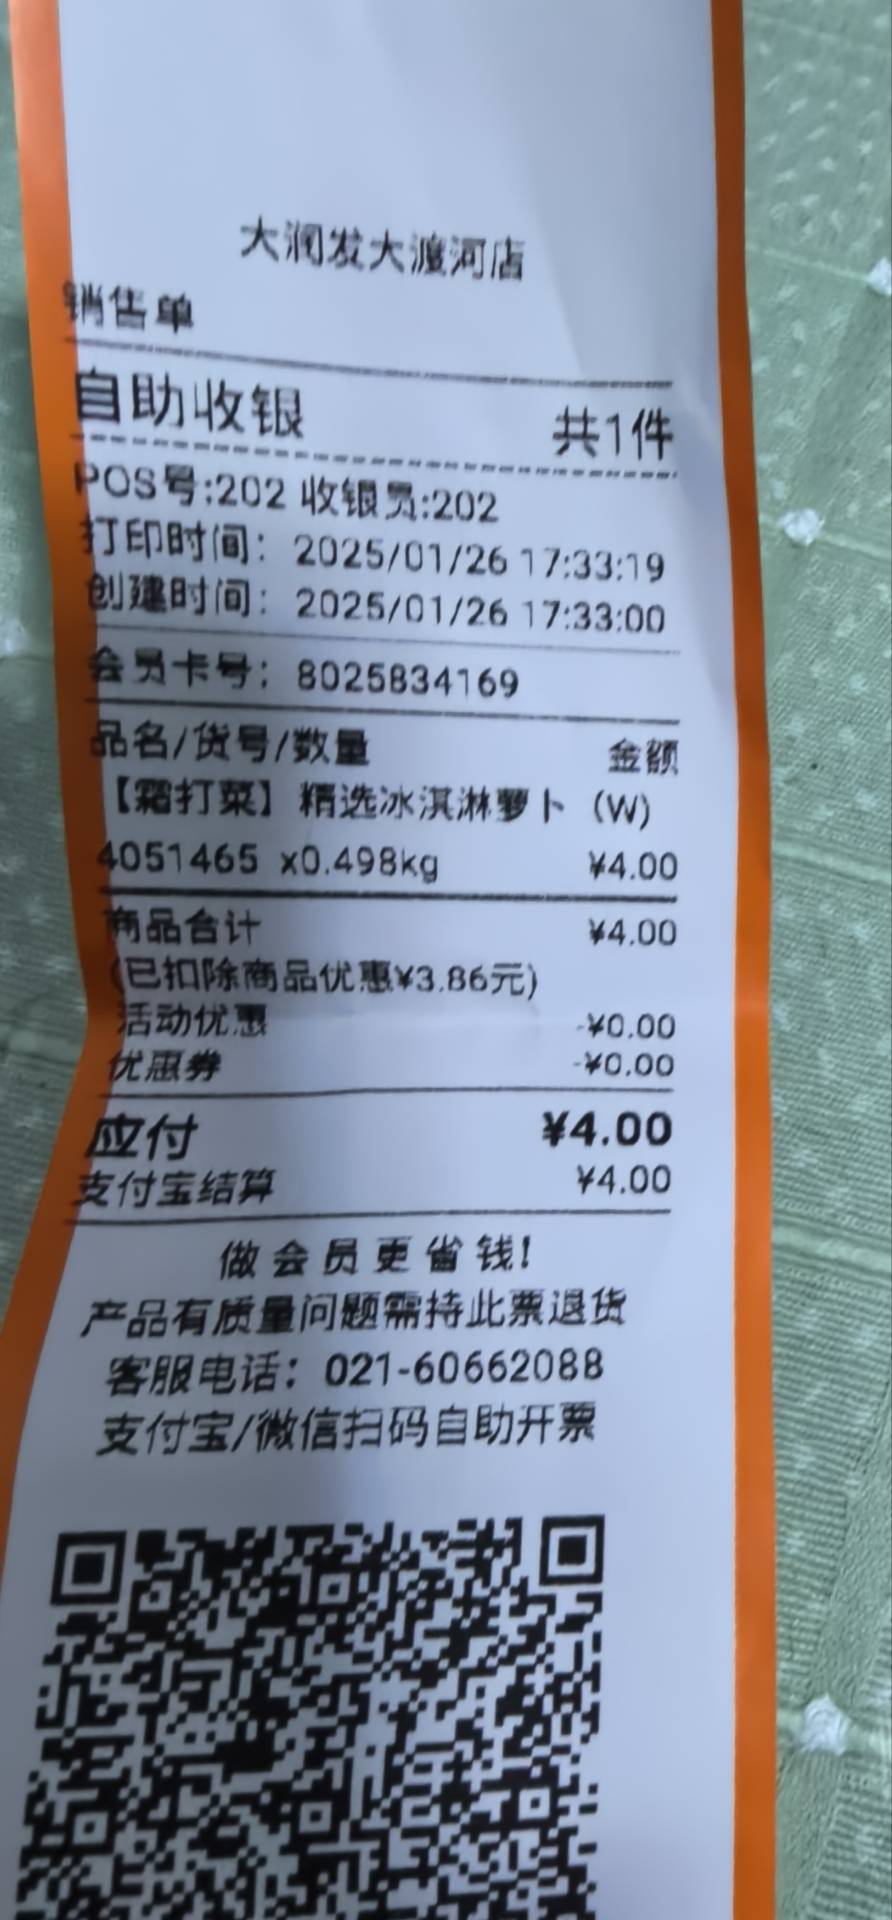 大润发大渡河店
销售单
自助收银 共1件
POS号:202 收银员:202
打印时间：2025/01/26 17:33:19
创建时间：2025/01/26 17:33:00
会员卡号：8025834169
品名/货号/数量 金额
【霜打菜】精选冰淇淋萝卜（W）
4051465 x0.498kg ¥4.00
商品合计 ¥4.00
(已扣除商品优惠¥3.86元)
活动优惠 -¥0.00
优惠券 -¥0.00
应付 ¥4.00
支付宝结算 ¥4.00
做会员更省钱!
产品有质量问题需持此票退货
客服电话：021-60662088
支付宝/微信扫码自助开票